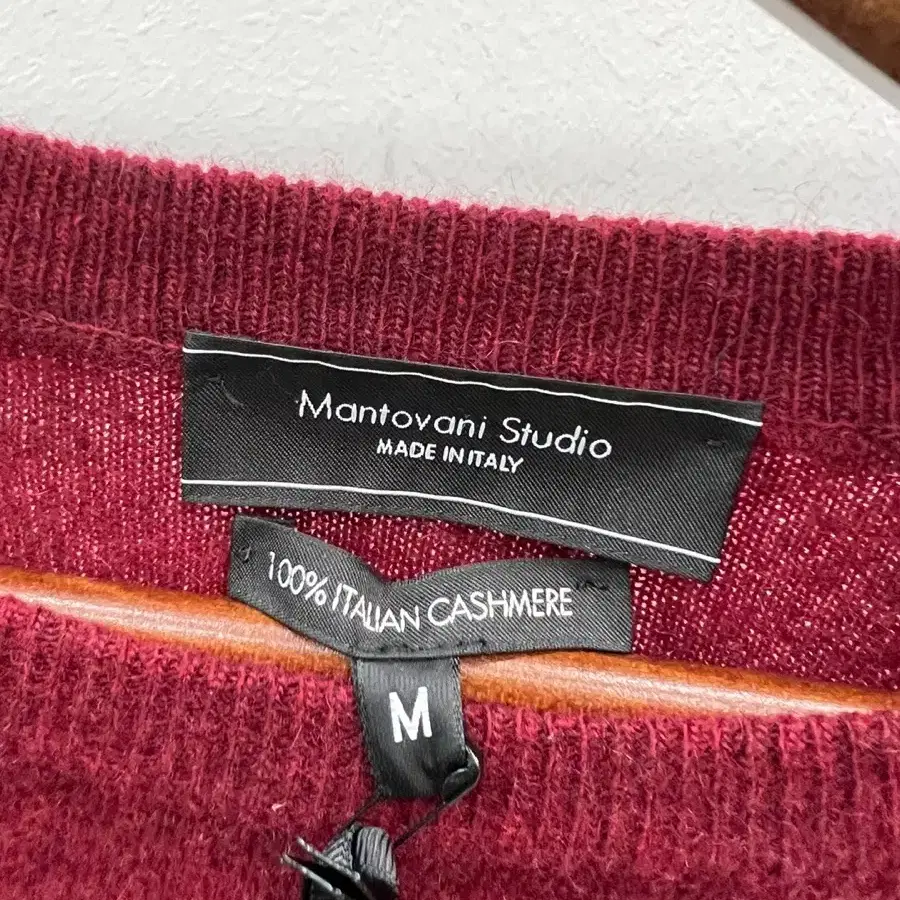 Mantovani Studio
MADE IN ITALY
100% ITALIAN CASHMERE
M